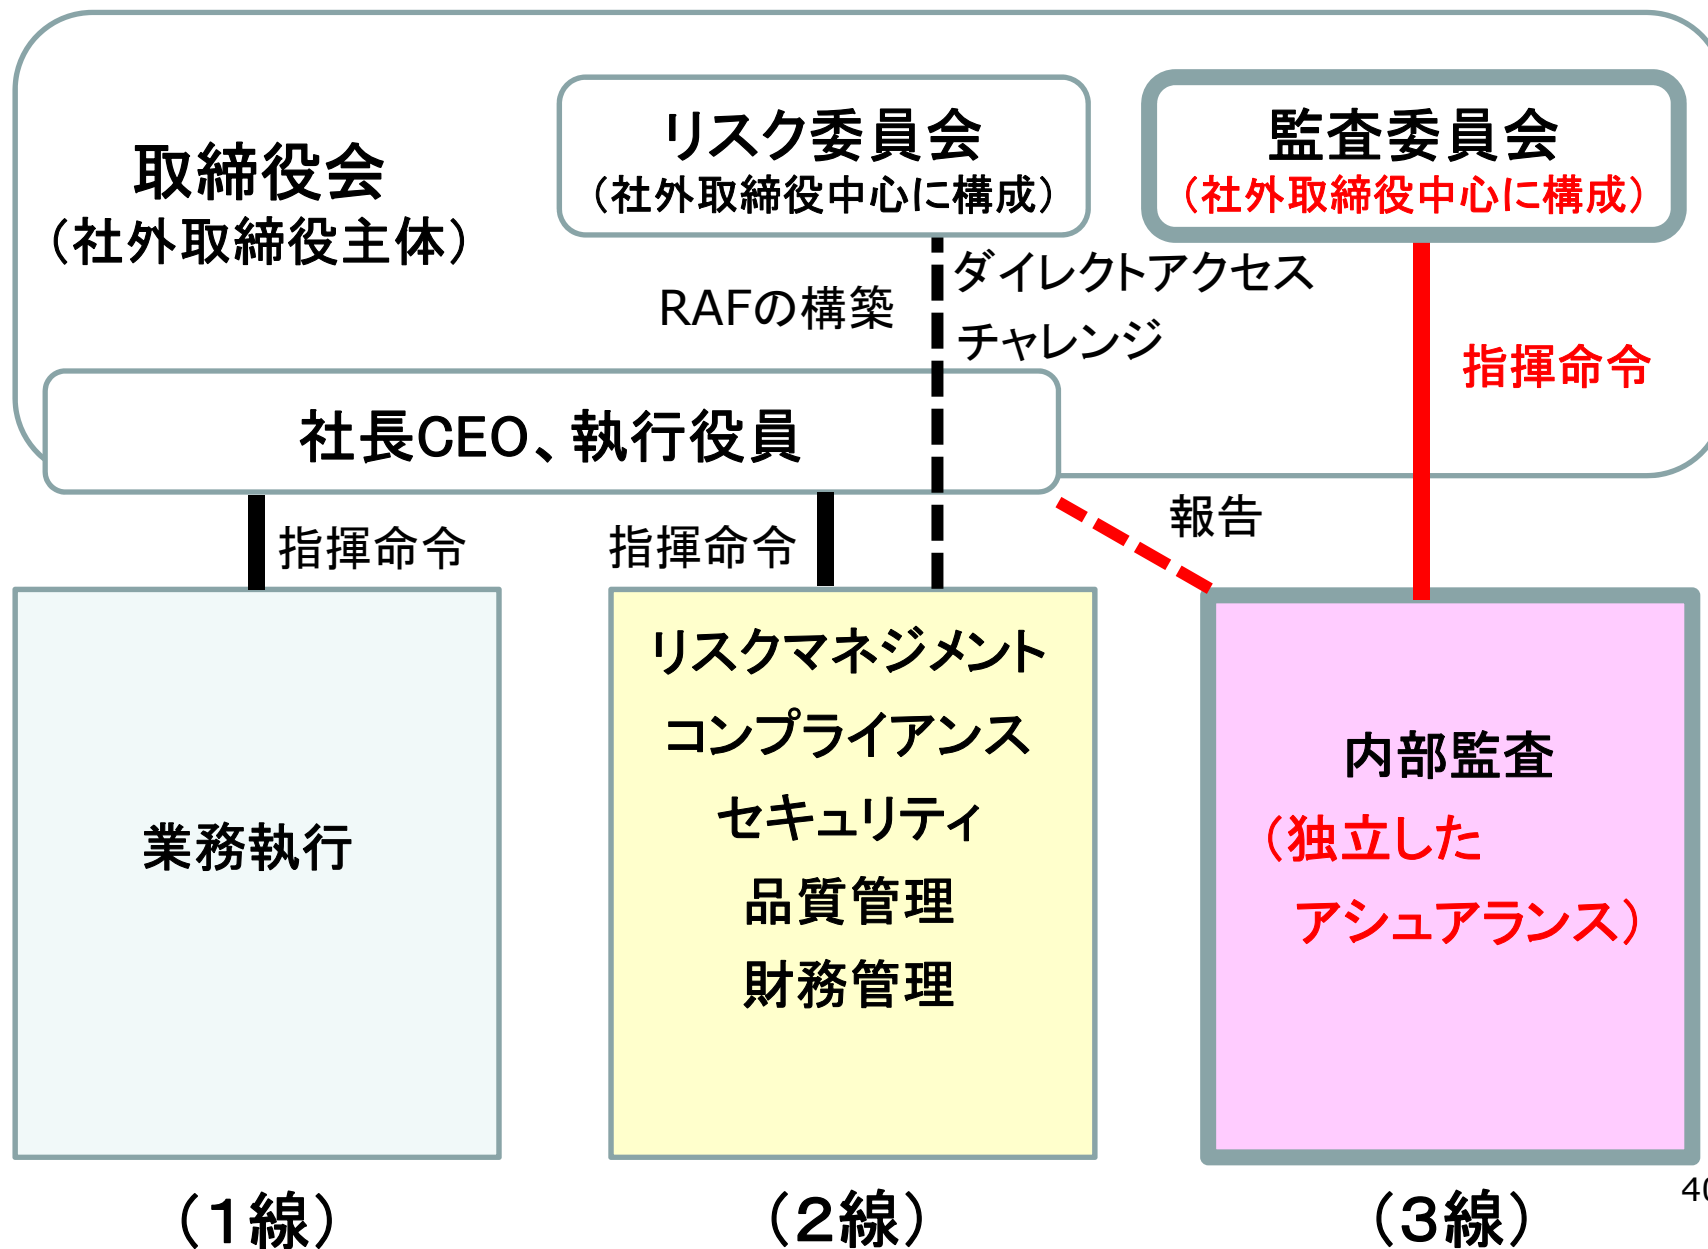 取締役会
（社外取締役主体）
リスク委員会
（社外取締役中心に構成）
監査委員会
（社外取締役中心に構成）
RAFの構築
ダイレクトアクセス
チャレンジ
指揮命令
社長CEO、執行役員
指揮命令
指揮命令
報告
業務執行
リスクマネジメント
コンプライアンス
セキュリティ
品質管理
財務管理
内部監査
（独立した
アシュアランス）
（１線）
（２線）
（３線）